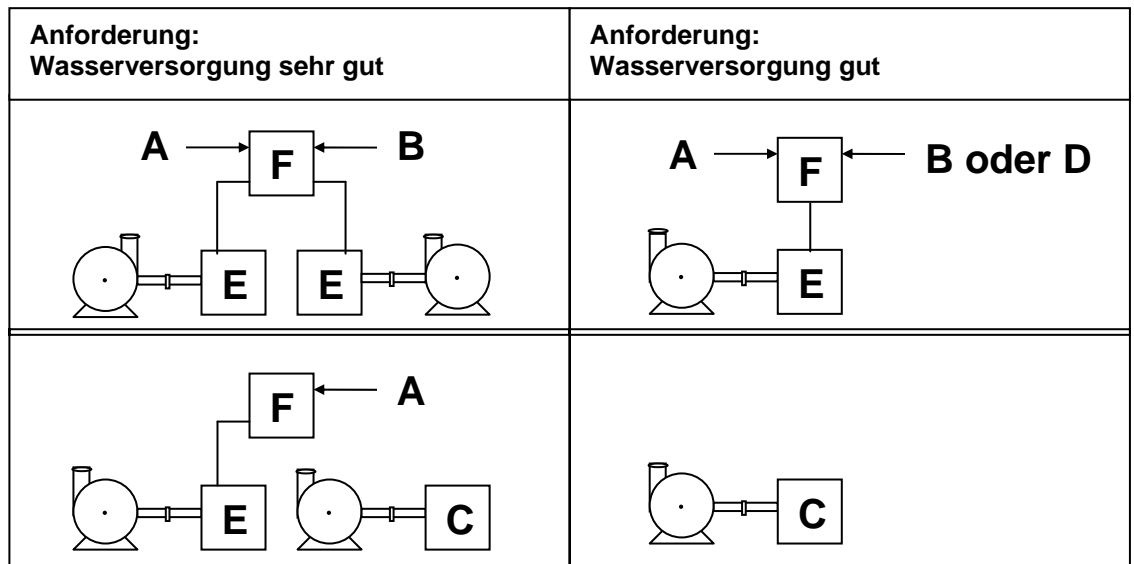 Anforderung:
Wasserversorgung sehr gut
Anforderung:
Wasserversorgung gut
A
F
B
E
E
A
F
B oder D
E
F
A
E
C
C